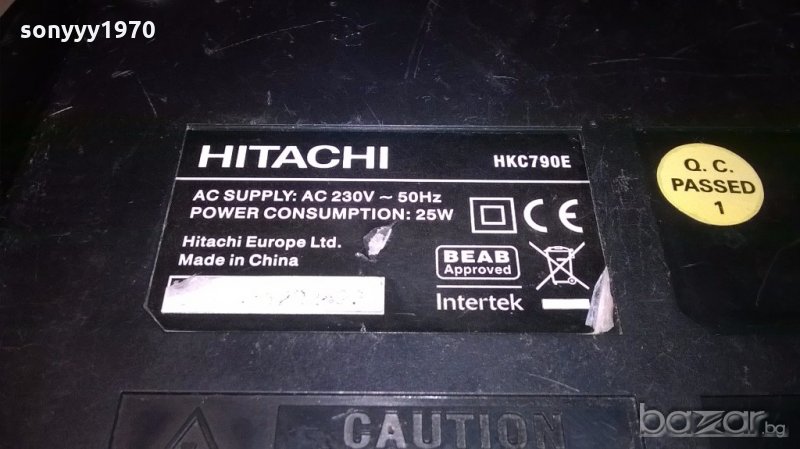 sonyyy1970
HITACHI HKC790E
AC SUPPLY: AC 230V ~ 50Hz
POWER CONSUMPTION: 25W
Hitachi Europe Ltd.
Made in China
CE
BEAB
Approved
Intertek
Q. C.
PASSED
1
CAUTION
bazar.bg